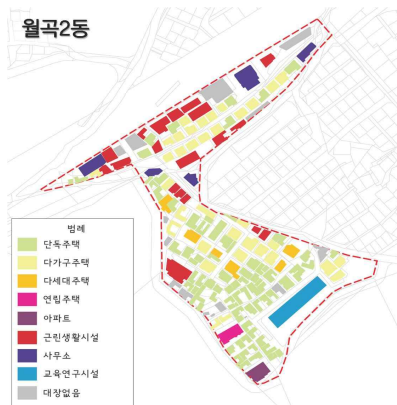 월곡2동
범례
단독주택
다가구주택
다세대주택
연립주택
아파트
근린생활시설
사무소
교육연구시설
대장없음